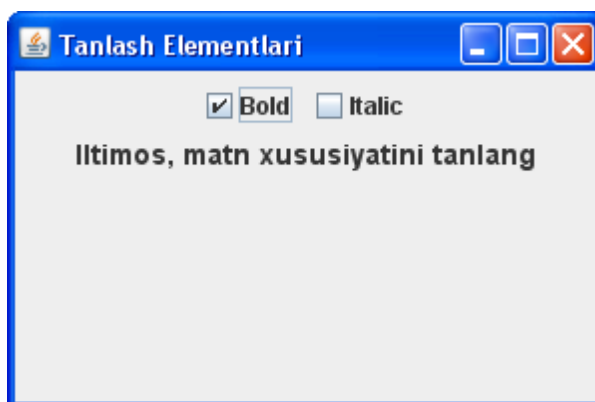 Tanlash Elementlari
Bold Italic
Iltimos, matn xususiyatini tanlang